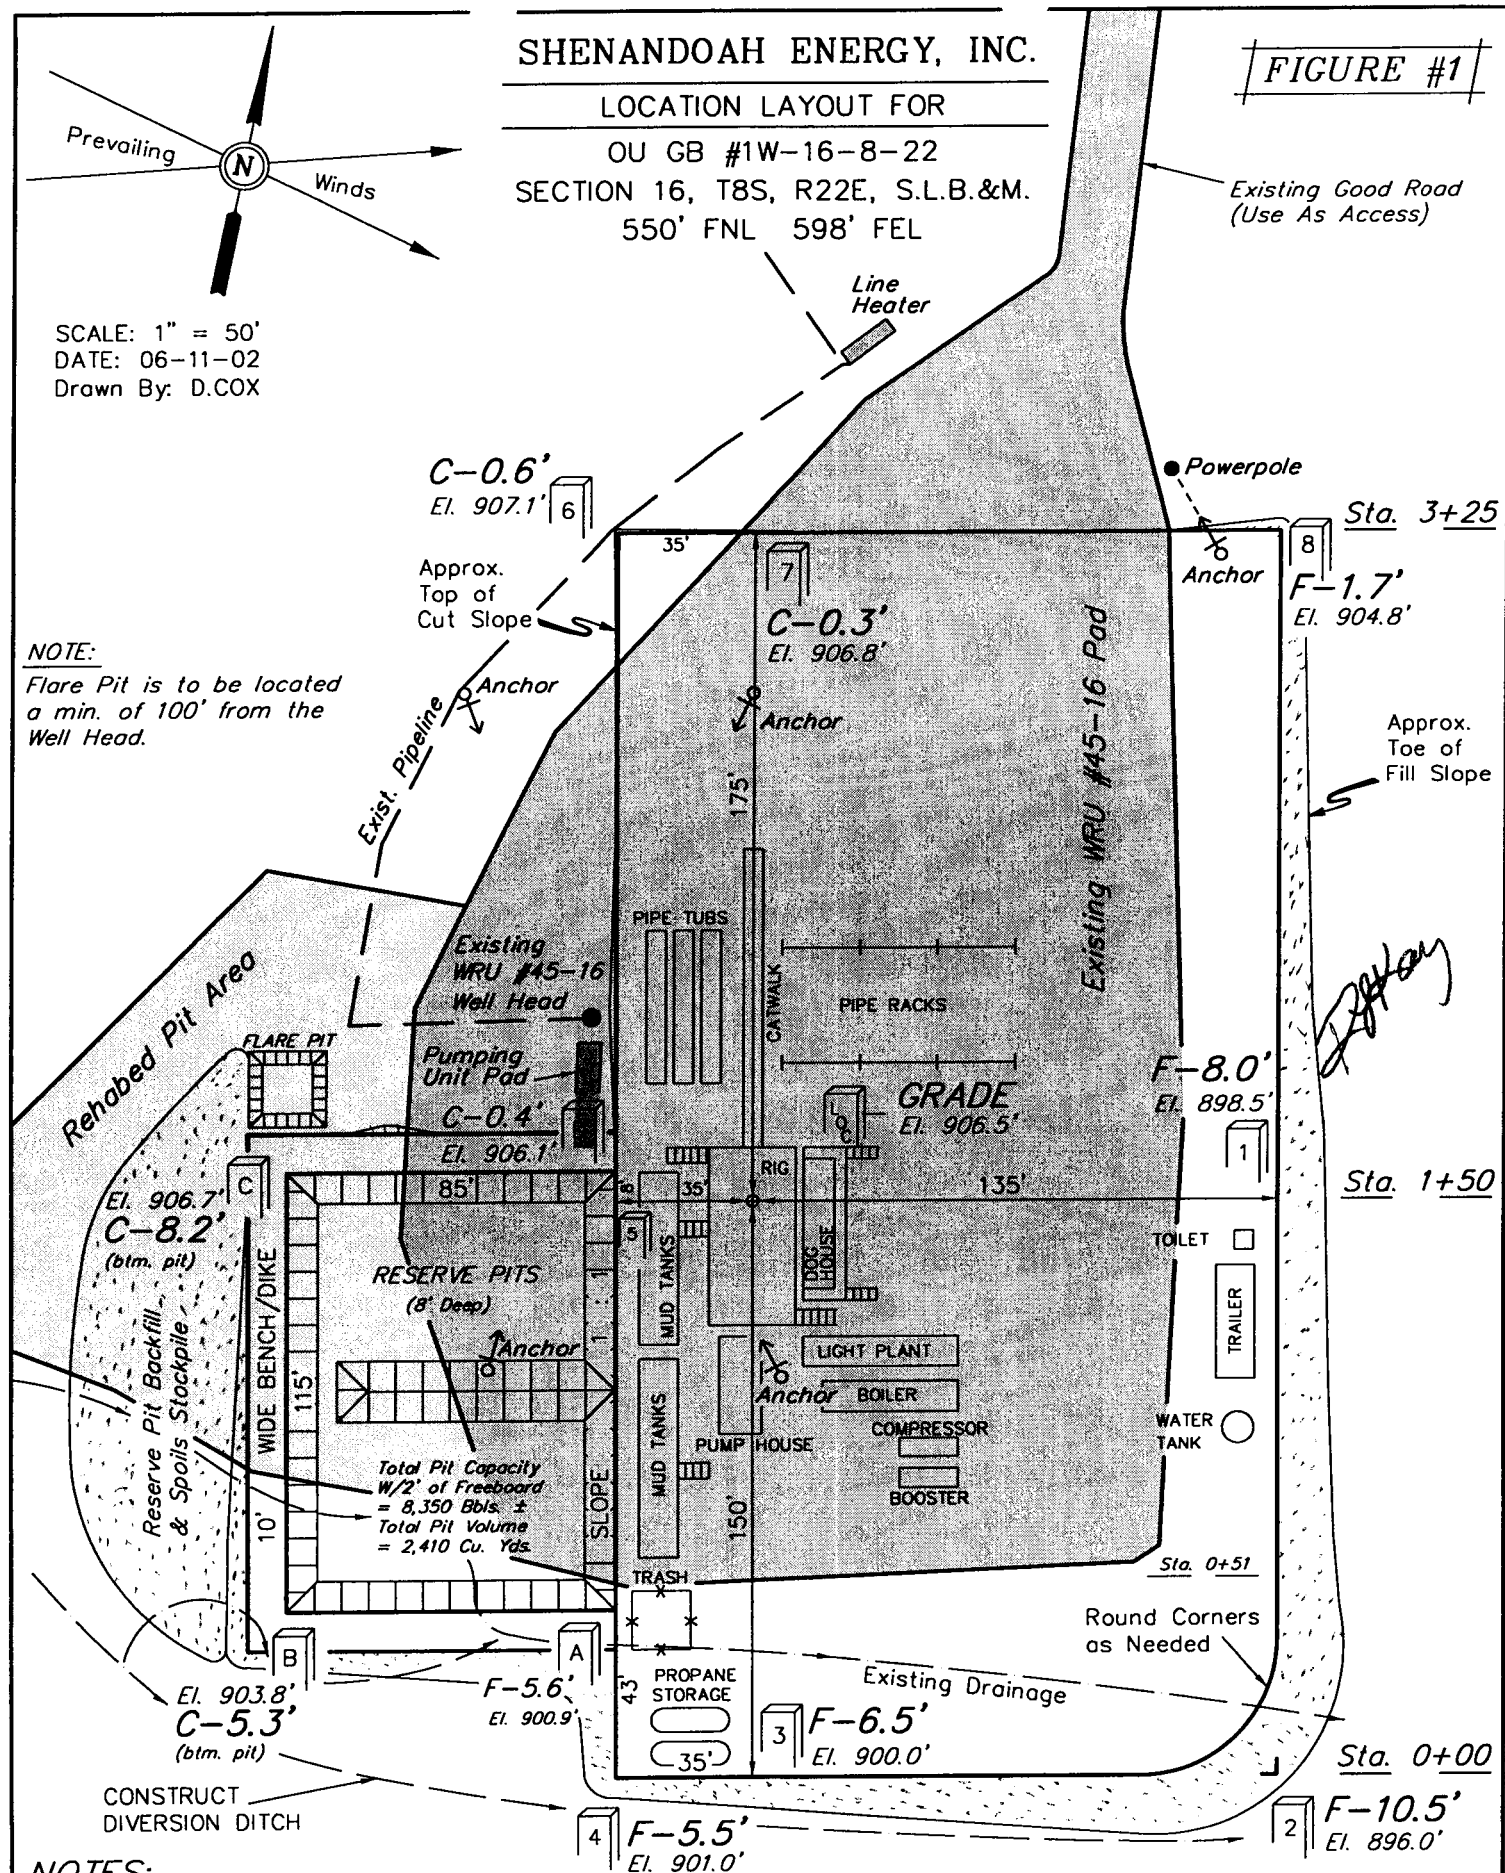 SHENANDOAH ENERGY, INC.
LOCATION LAYOUT FOR
OU GB #1W-16-8-22
SECTION 16, T8S, R22E, S.L.B.&M.
550' FNL 598' FEL
FIGURE #1
Prevailing
N
Winds
SCALE: 1" = 50'
DATE: 06-11-02
Drawn By: D.COX
Existing Good Road
(Use As Access)
Line
Heater
C-0.6'
El. 907.1'
6
Powerpole
Sta. 3+25
35'
7
8
Anchor
F-1.7'
El. 904.8'
Approx.
Top of
Cut Slope
C-0.3'
El. 906.8'
NOTE:
Flare Pit is to be located
a min. of 100' from the
Well Head.
Anchor
Anchor
Exist. Pipeline
175'
Existing WRU #45-16 Pad
Approx.
Toe of
Fill Slope
Rehabed Pit Area
Existing
WRU #45-16
Well Head
PIPE TUBS
CATWALK
PIPE RACKS
FLARE PIT
Pumping
Unit Pad
C-0.4'
El. 906.1'
LOC
GRADE
El. 906.5'
F-8.0'
El. 898.5'
1
C
El. 906.7'
C-8.2'
(btm. pit)
85'
8'
35'
RIG
135'
Sta. 1+50
5
MUD TANKS
DOG
HOUSE
TOILET
TRAILER
RESERVE PITS
(8' Deep)
Anchor
SLOPE 1 : 1
WIDE BENCH/DIKE
10'
115'
Reserve Pit Backfill
& Spoils Stockpile
LIGHT PLANT
Anchor
BOILER
COMPRESSOR
WATER
TANK
MUD TANKS
PUMP HOUSE
BOOSTER
Total Pit Capacity
W/2' of Freeboard
= 8,350 Bbls. ±
Total Pit Volume
= 2,410 Cu. Yds.
150'
TRASH
Sta. 0+51
Round Corners
as Needed
B
A
El. 903.8'
C-5.3'
(btm. pit)
F-5.6'
El. 900.9'
43'
PROPANE
STORAGE
35'
3
F-6.5'
El. 900.0'
Existing Drainage
Sta. 0+00
CONSTRUCT
DIVERSION DITCH
4
F-5.5'
El. 901.0'
2
F-10.5'
El. 896.0'
NOTES: